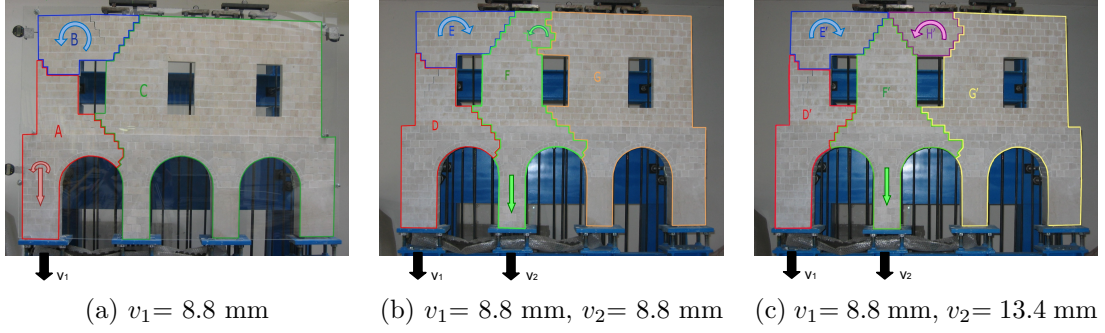 B
C
A
v₁
(a) v₁= 8.8 mm
E
F
G
D
v₁
v₂
(b) v₁= 8.8 mm, v₂= 8.8 mm
E'
H'
F'
G'
D'
v₁
v₂
(c) v₁= 8.8 mm, v₂= 13.4 mm